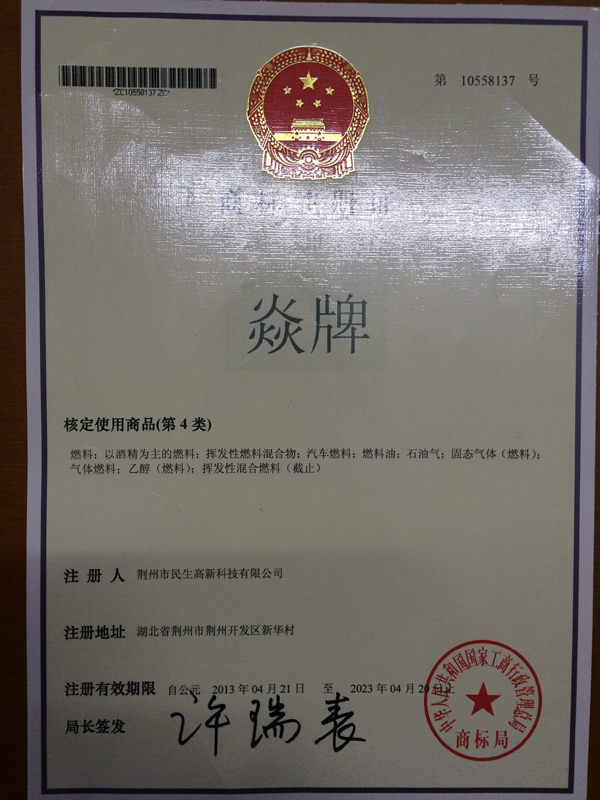 第 10558137 号
*ZC10558137ZC*
商标注册证
焱牌
核定使用商品(第 4 类)
燃料；以酒精为主的燃料；挥发性燃料混合物；汽车燃料；燃料油；石油气；固态气体（燃料）；
气体燃料；乙醇（燃料）；挥发性混合燃料（截止）
注 册 人 荆州市民生高新科技有限公司
注册地址 湖北省荆州市荆州开发区新华村
注册有效期限 自公元 2013 年 04 月 21 日 至 2023 年 04 月 20 日止
局长签发 许瑞表
中华人民共和国国家工商行政管理总局
商标局